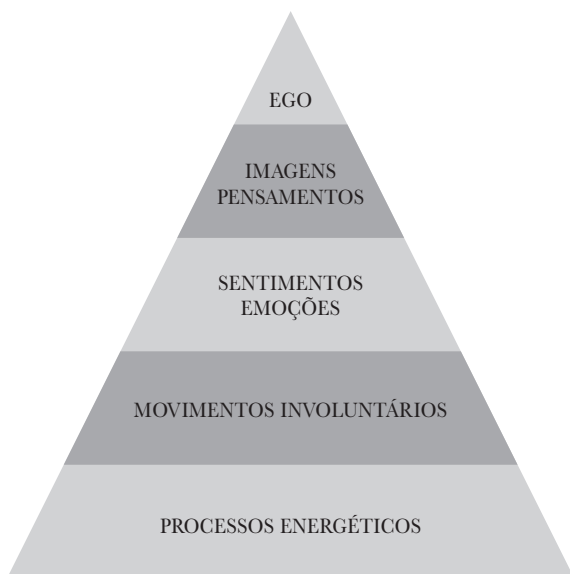 EGO
IMAGENS
PENSAMENTOS
SENTIMENTOS
EMOÇÕES
MOVIMENTOS INVOLUNTÁRIOS
PROCESSOS ENERGÉTICOS